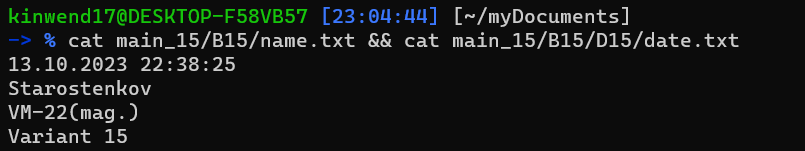 kinwend17@DESKTOP-F58VB57 [23:04:44] [~/myDocuments]
-> % cat main_15/B15/name.txt && cat main_15/B15/D15/date.txt
13.10.2023 22:38:25
Starostenkov
VM-22(mag.)
Variant 15